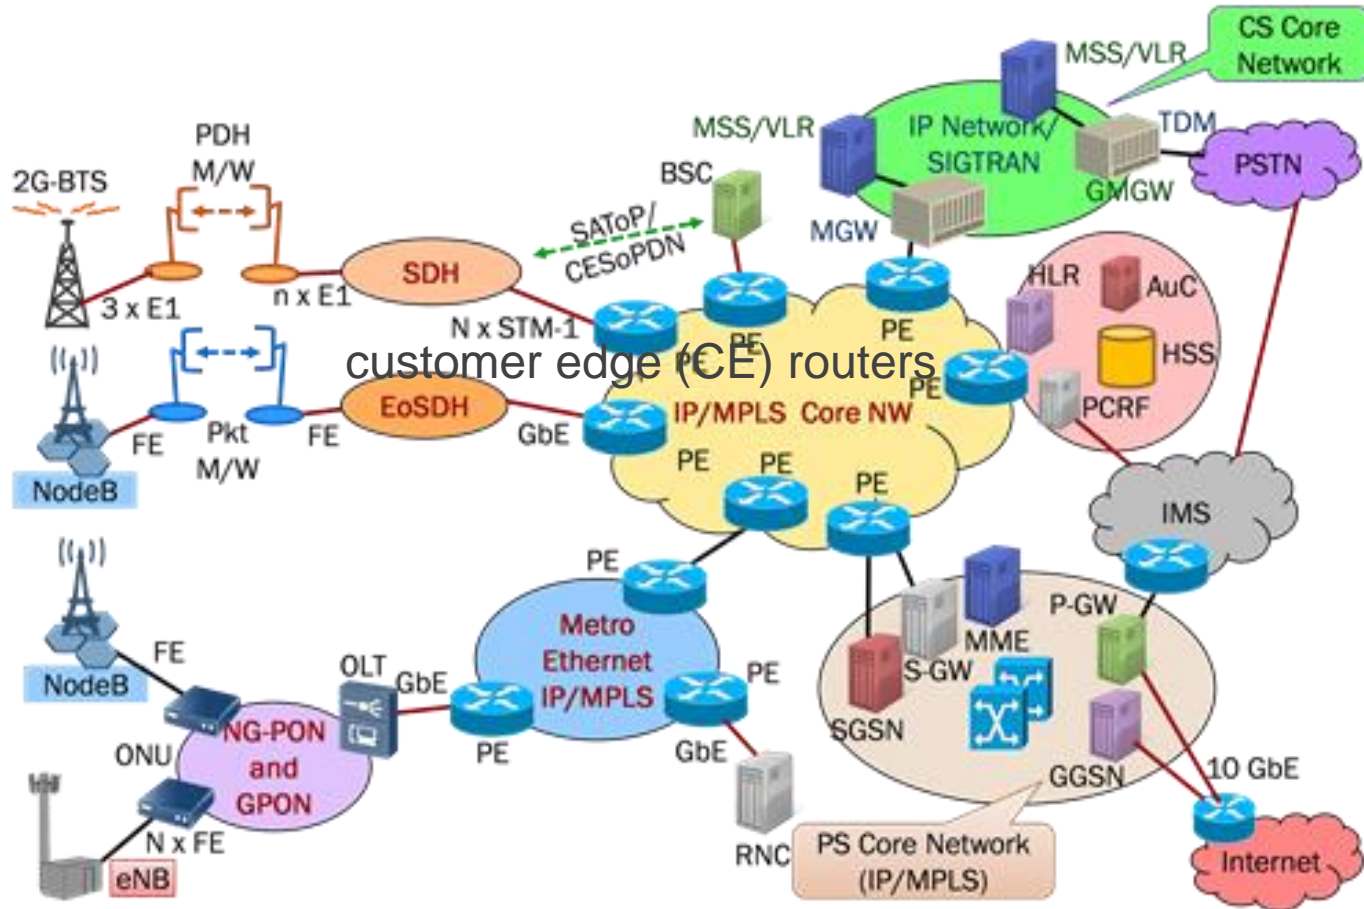 CS Core
Network
MSS/VLR
MSS/VLR
IP Network/
SIGTRAN
TDM
PSTN
GMGW
MGW
PDH
M/W
2G-BTS
BSC
SAToP/
CESoPDN
SDH
3 x E1
n x E1
N x STM-1
PE
PE
PE
PE
HLR
AuC
HSS
PCRF
customer edge (CE) routers
EoSDH
IP/MPLS Core NW
FE
Pkt
M/W
FE
GbE
PE
PE
PE
NodeB
IMS
PE
Metro
Ethernet
IP/MPLS
P-GW
MME
S-GW
SGSN
GGSN
FE
NodeB
OLT
GbE
PE
PE
GbE
ONU
NG-PON
and
GPON
10 GbE
N x FE
eNB
RNC
PS Core Network
(IP/MPLS)
Internet